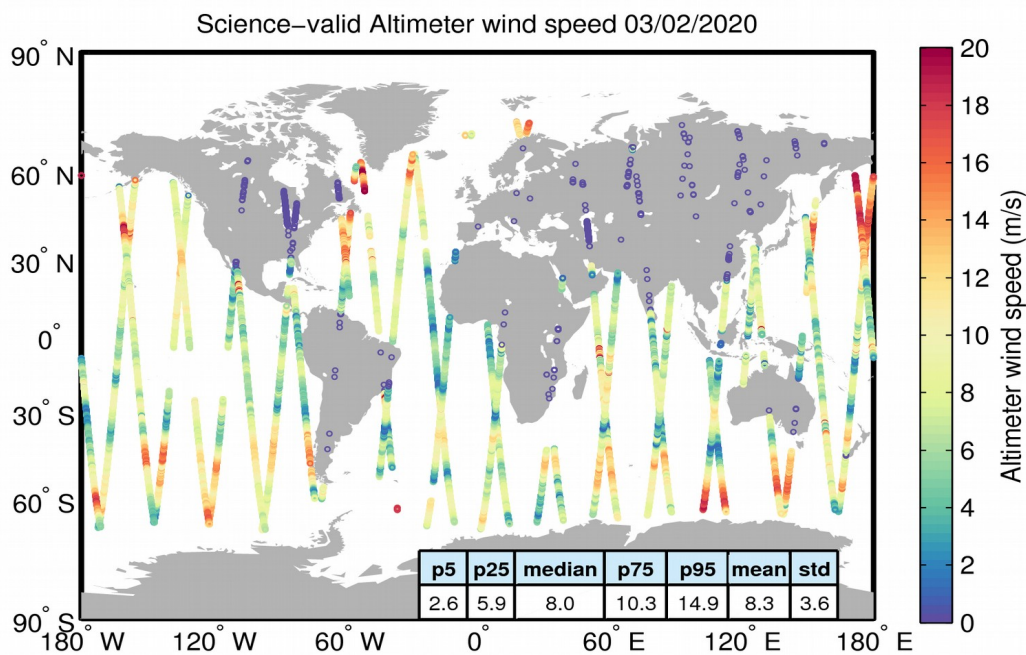 Science−valid Altimeter wind speed 03/02/2020
90° N
60° N
30° N
0°
30° S
60° S
90° S
180° W
120° W
60° W
0°
60° E
120° E
180° E
p5 p25 median p75 p95 mean std
2.6 5.9 8.0 10.3 14.9 8.3 3.6
20
18
16
14
12
10
8
6
4
2
0
Altimeter wind speed (m/s)